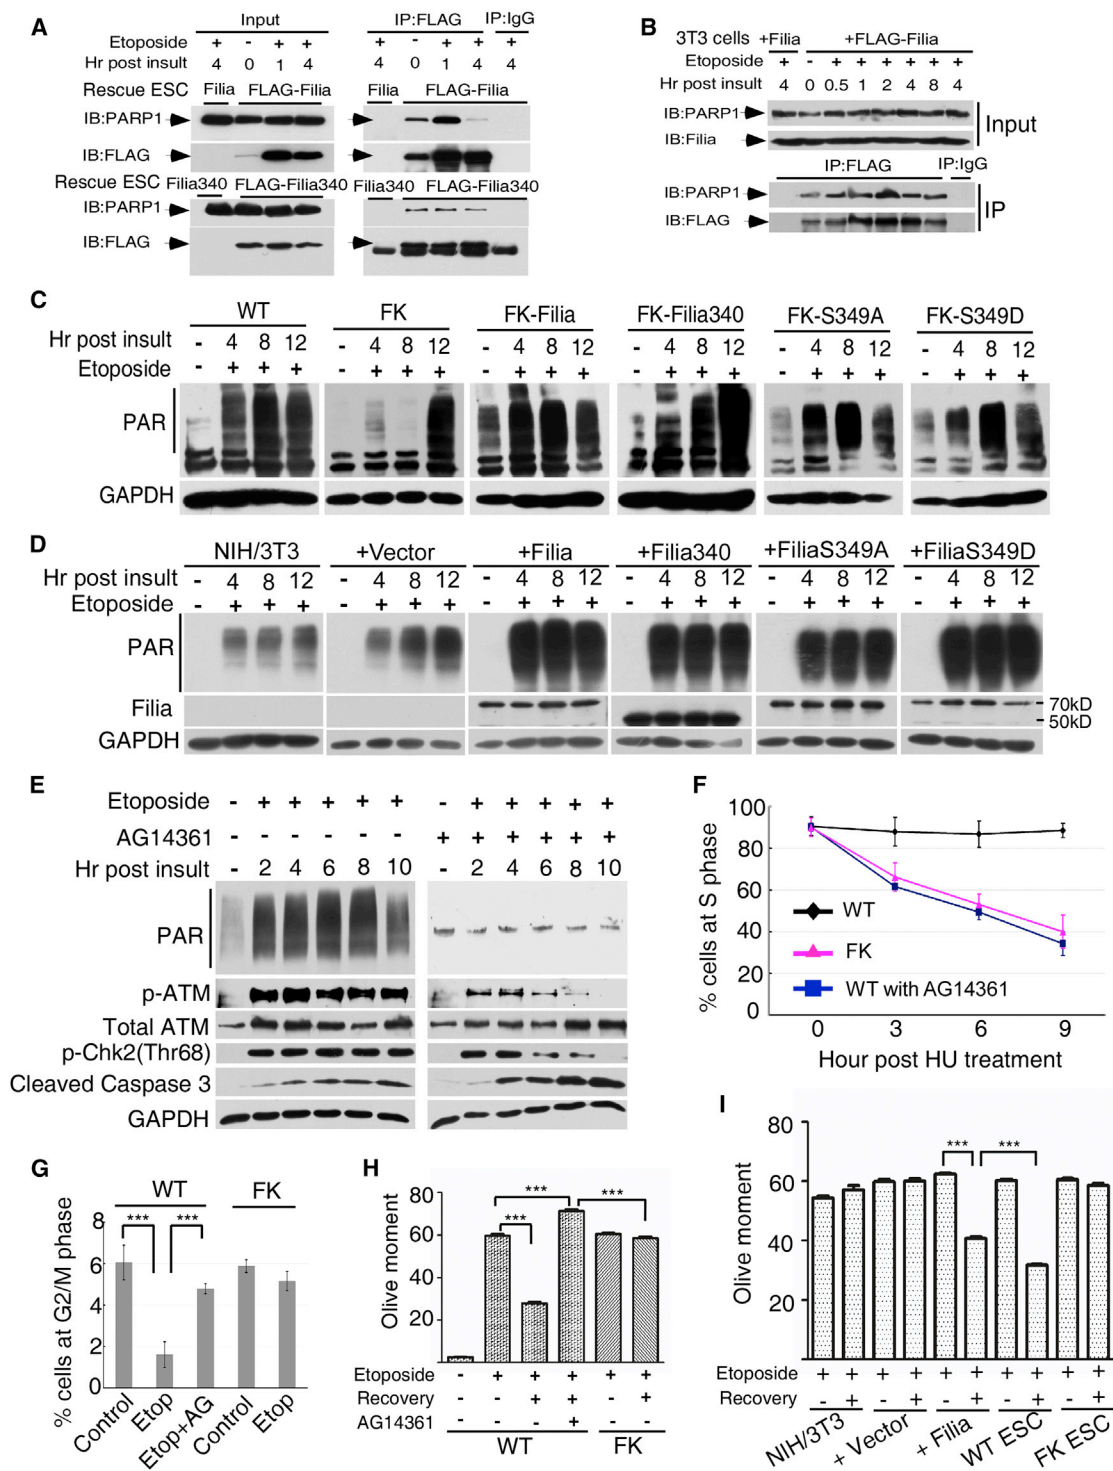 A
Input
IP:FLAG
IP:IgG
Etoposide + - + + + - + + +
Hr post insult 4 0 1 4 4 0 1 4 4
Rescue ESC Filia FLAG-Filia Filia FLAG-Filia
IB:PARP1
IB:FLAG
Rescue ESC Filia340 FLAG-Filia340 Filia340 FLAG-Filia340
IB:PARP1
IB:FLAG
B
3T3 cells +Filia +FLAG-Filia
Etoposide + - + + + + + +
Hr post insult 4 0 0.5 1 2 4 8 4
IB:PARP1
IB:Filia
Input
IP:FLAG IP:IgG
IB:PARP1
IB:FLAG
IP
C
WT FK FK-Filia FK-Filia340 FK-S349A FK-S349D
Hr post insult - 4 8 12 - 4 8 12 - 4 8 12 - 4 8 12 - 4 8 12 - 4 8 12
Etoposide - + + + - + + + - + + + - + + + - + + + - + + +
PAR
GAPDH
D
NIH/3T3 +Vector +Filia +Filia340 +FiliaS349A +FiliaS349D
Hr post insult - 4 8 12 - 4 8 12 - 4 8 12 - 4 8 12 - 4 8 12 - 4 8 12
Etoposide - + + + - + + + - + + + - + + + - + + + - + + +
PAR
Filia
70kD
50kD
GAPDH
E
Etoposide - + + + + + - + + + + +
AG14361 - - - - - - + + + + + +
Hr post insult - 2 4 6 8 10 - 2 4 6 8 10
PAR
p-ATM
Total ATM
p-Chk2(Thr68)
Cleaved Caspase 3
GAPDH
F
% cells at S phase
100
80
60
40
20
0
WT
FK
WT with AG14361
0 3 6 9
Hour post HU treatment
G
WT FK
*** ***
% cells at G2/M phase
8
6
4
2
0
Control Etop Etop+AG Control Etop
H
Olive moment
80
60
40
20
*** *** ***
Etoposide - + + + + +
Recovery - - + + - +
AG14361 +
WT FK
I
Olive moment
80
60
40
20
*** ***
Etoposide + + + + + + + + + +
Recovery - + - + - + - + - +
NIH/3T3 + Vector + Filia WT ESC FK ESC